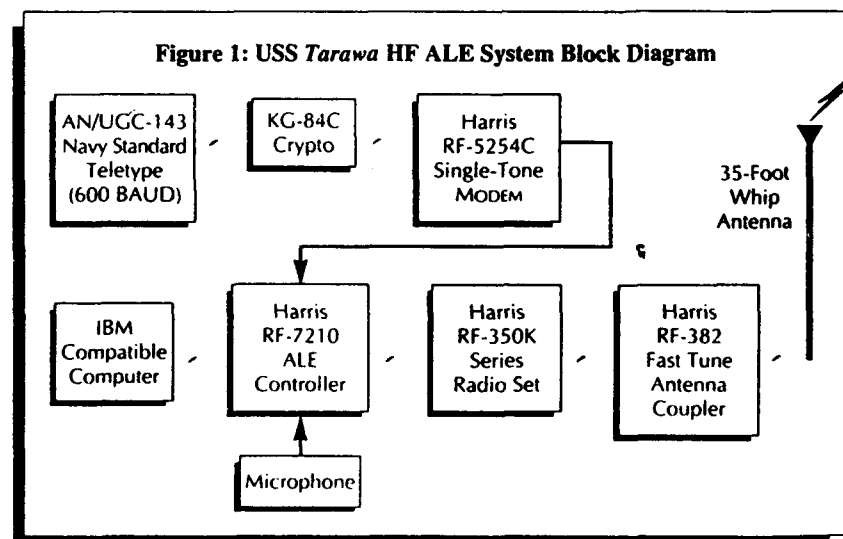 Figure 1: USS Tarawa HF ALE System Block Diagram
AN/UGC-143
Navy Standard
Teletype
(600 BAUD)
KG-84C
Crypto
Harris
RF-5254C
Single-Tone
MODEM
35-Foot
Whip
Antenna
IBM
Compatible
Computer
Harris
RF-7210
ALE
Controller
Harris
RF-350K
Series
Radio Set
Harris
RF-382
Fast Tune
Antenna
Coupler
Microphone